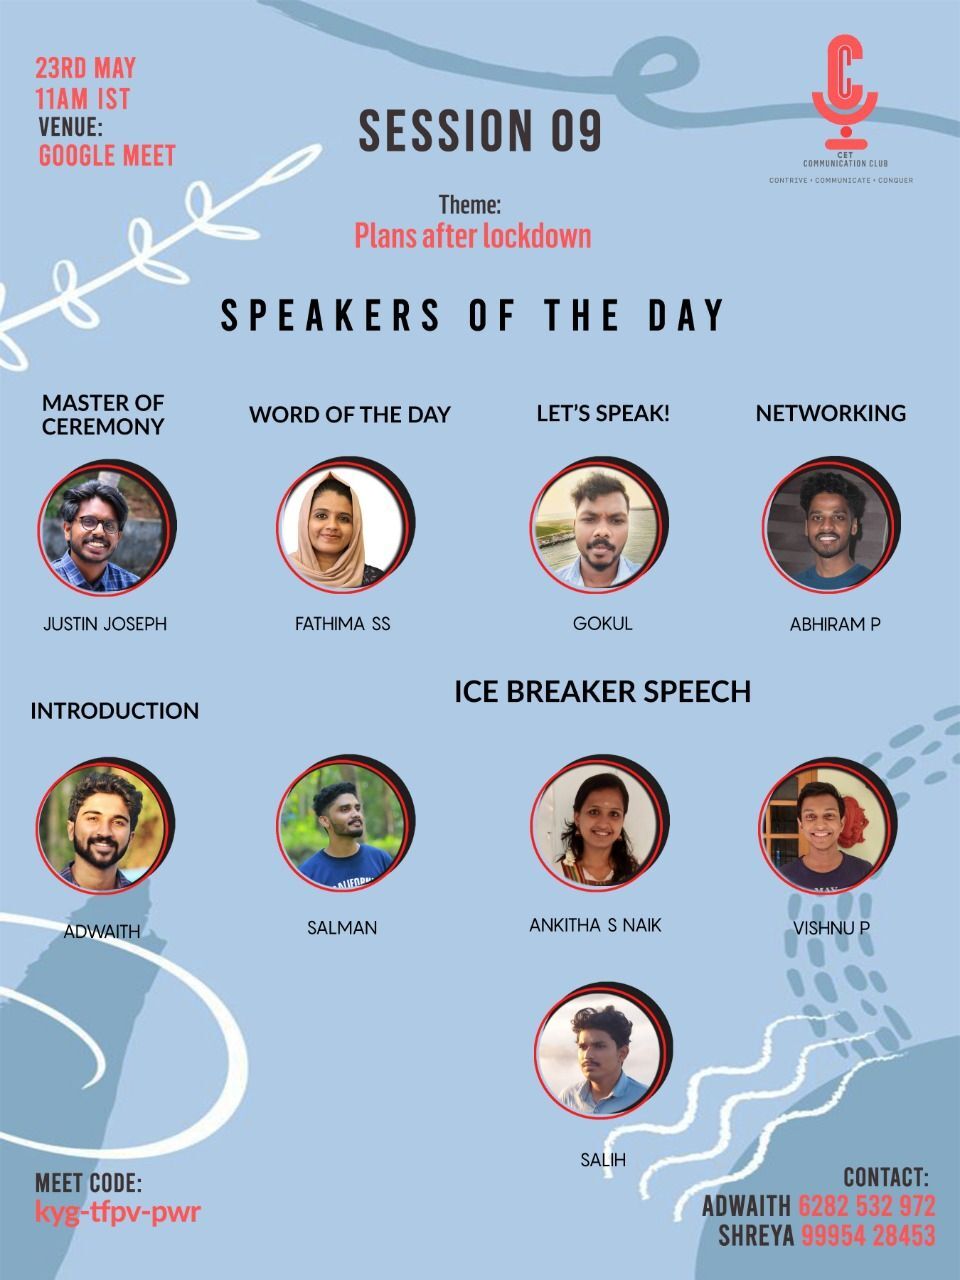 23RD MAY
11AM IST
VENUE:
GOOGLE MEET
C
CET
COMMUNICATION CLUB
CONTRIVE • COMMUNICATE • CONQUER
SESSION 09
Theme:
Plans after lockdown
SPEAKERS OF THE DAY
MASTER OF
CEREMONY
WORD OF THE DAY
LET'S SPEAK!
NETWORKING
JUSTIN JOSEPH
FATHIMA SS
GOKUL
ABHIRAM P
INTRODUCTION
ICE BREAKER SPEECH
ADWAITH
SALMAN
ANKITHA S NAIK
VISHNU P
SALIH
MEET CODE:
kyg-tfpv-pwr
CONTACT:
ADWAITH 6282 532 972
SHREYA 99954 28453